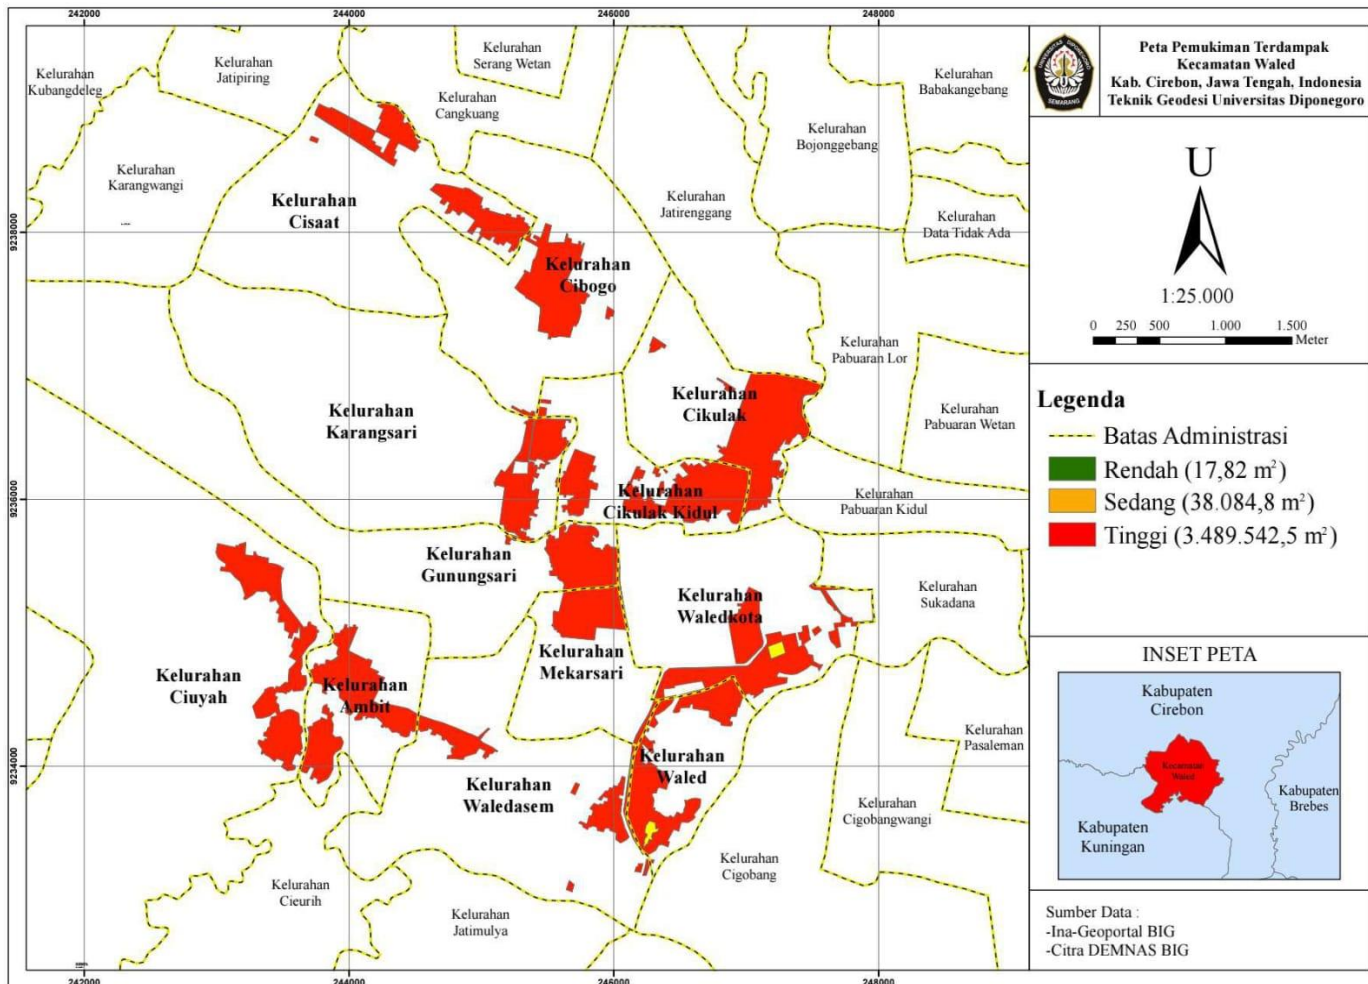 242000
244000
246000
248000
9238000
9236000
9234000
242000
244000
246000
248000
Kelurahan
Kubangdeleg
Kelurahan
Jatipiring
Kelurahan
Serang Wetan
Kelurahan
Cangkuang
Kelurahan
Babakangebang
Kelurahan
Bojonggebang
Kelurahan
Karangwangi
Kelurahan
Cisaat
Kelurahan
Jatirenggang
Kelurahan
Data Tidak Ada
Kelurahan
Cibogo
Kelurahan
Pabuaran Lor
Kelurahan
Cikulak
Kelurahan
Karangsari
Kelurahan
Pabuaran Wetan
Kelurahan
Cikulak Kidul
Kelurahan
Pabuaran Kidul
Kelurahan
Gunungsari
Kelurahan
Waledkota
Kelurahan
Sukadana
Kelurahan
Mekarsari
Kelurahan
Ciuyah
Kelurahan
Ambit
Kelurahan
Pasaleman
Kelurahan
Waled
Kelurahan
Waledasem
Kelurahan
Cigobangwangi
Kelurahan
Cigobang
Kelurahan
Cieurih
Kelurahan
Jatimulya
UNIVERSITAS DIPONEGORO
SEMARANG
Peta Pemukiman Terdampak
Kecamatan Waled
Kab. Cirebon, Jawa Tengah, Indonesia
Teknik Geodesi Universitas Diponegoro
U
1:25.000
0 250 500 1.000 1.500
Meter
Legenda
Batas Administrasi
Rendah (17,82 m²)
Sedang (38.084,8 m²)
Tinggi (3.489.542,5 m²)
INSET PETA
Kabupaten
Cirebon
Kecamatan
Waled
Kabupaten
Brebes
Kabupaten
Kuningan
Sumber Data :
-Ina-Geoportal BIG
-Citra DEMNAS BIG